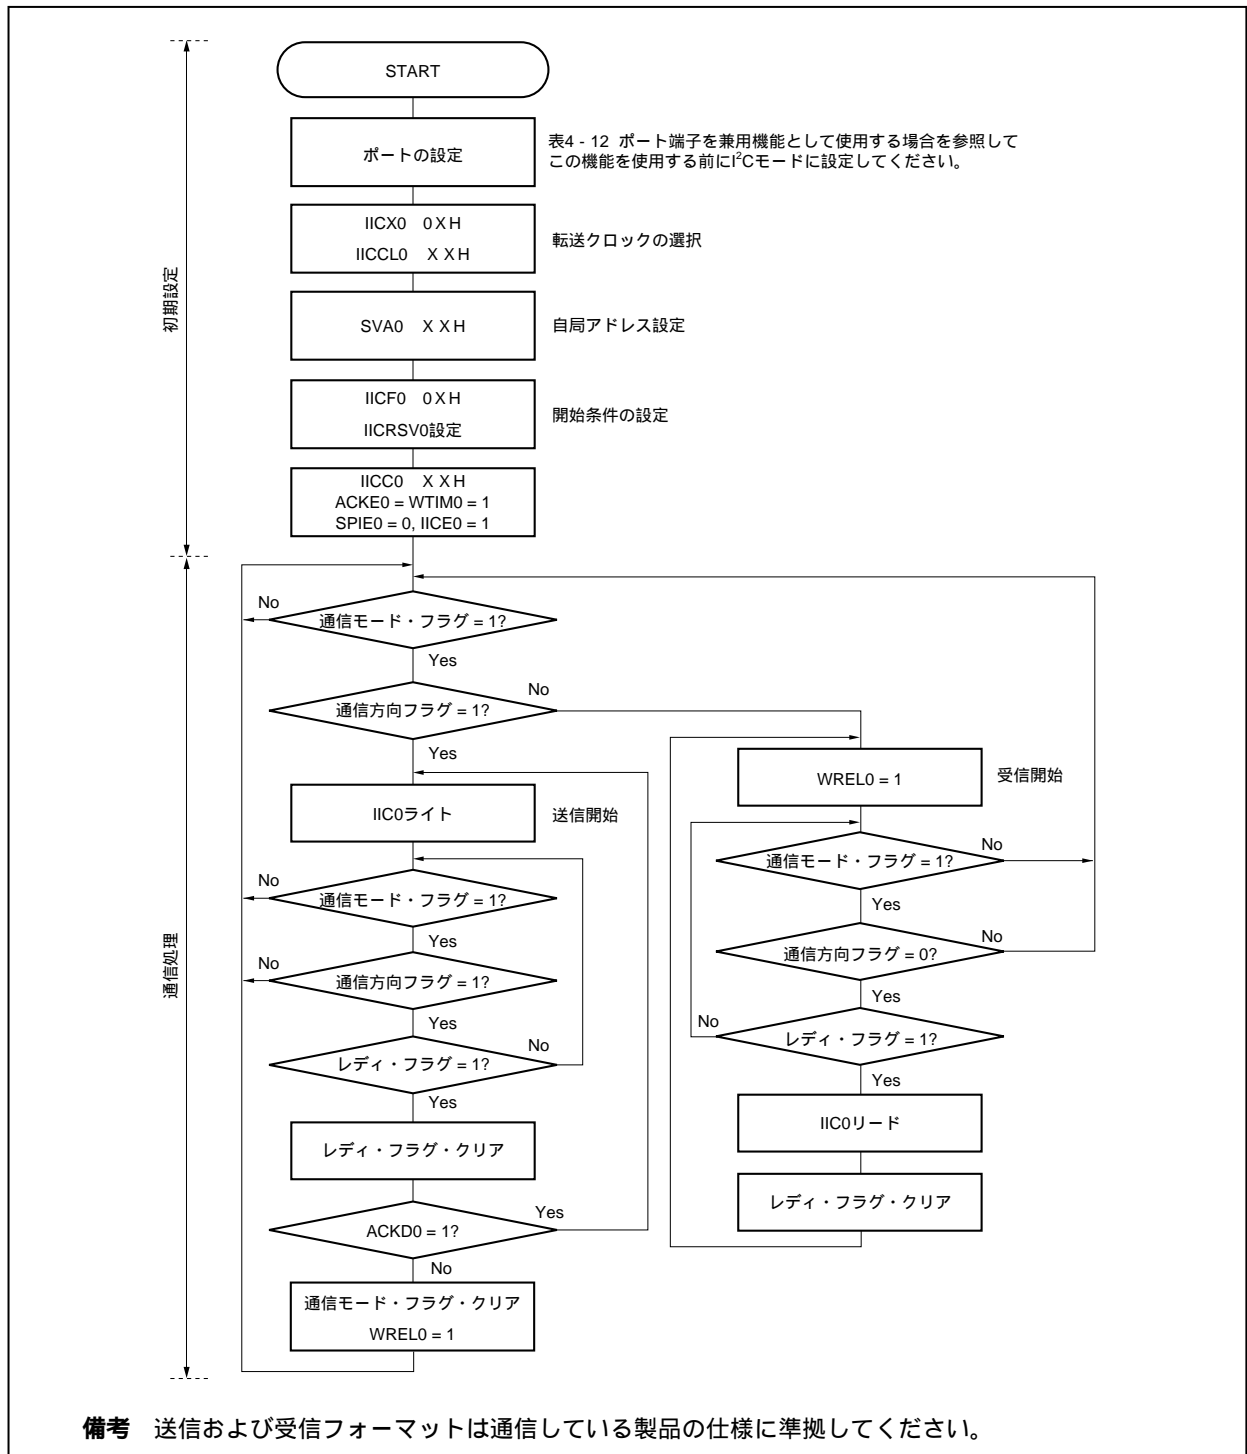 START
ポートの設定
表4 - 12 ポート端子を兼用機能として使用する場合を参照して
この機能を使用する前にI²Cモードに設定してください。
IICX0 0XH
IICCL0 XXH
転送クロックの選択
SVA0 XXH
自局アドレス設定
IICF0 0XH
IICRSV0設定
開始条件の設定
IICC0 XXH
ACKE0 = WTIM0 = 1
SPIE0 = 0, IICE0 = 1
初期設定
No
通信モード・フラグ = 1?
Yes
通信方向フラグ = 1?
No
Yes
IIC0ライト
送信開始
No
通信モード・フラグ = 1?
Yes
No
通信方向フラグ = 1?
Yes
レディ・フラグ = 1?
No
Yes
レディ・フラグ・クリア
ACKD0 = 1?
Yes
No
通信モード・フラグ・クリア
WREL0 = 1
通信処理
WREL0 = 1
受信開始
通信モード・フラグ = 1?
No
Yes
通信方向フラグ = 0?
No
Yes
No
レディ・フラグ = 1?
Yes
IIC0リード
レディ・フラグ・クリア
備考 送信および受信フォーマットは通信している製品の仕様に準拠してください。